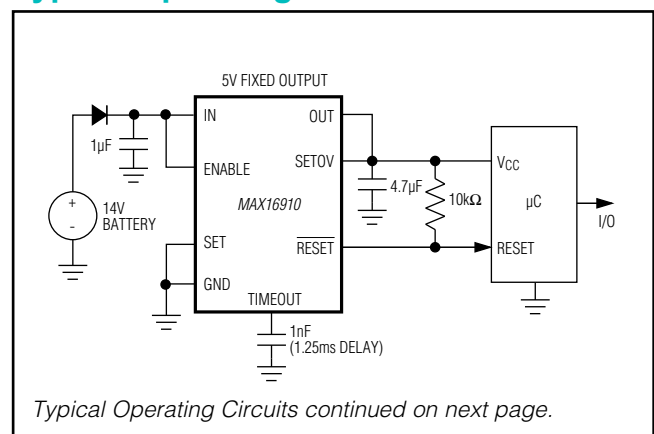 5V FIXED OUTPUT
IN
OUT
1µF
ENABLE
SETOV
VCC
4.7µF
10kΩ
µC
I/O
MAX16910
+
-
14V
BATTERY
SET
RESET
RESET
GND
TIMEOUT
1nF
(1.25ms DELAY)
Typical Operating Circuits continued on next page.